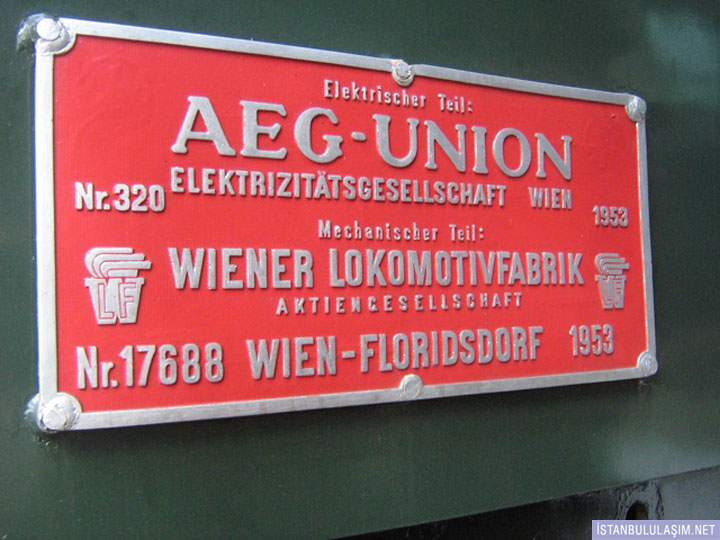 Elektrischer Teil:
AEG-UNION
ELEKTRIZITÄTSGESELLSCHAFT WIEN
Nr. 320 1953
Mechanischer Teil:
WIENER LOKOMOTIVFABRIK
AKTIENGESELLSCHAFT
LF LF
Nr. 17688 WIEN-FLORIDSDORF 1953
İSTANBULULAŞIM.NET